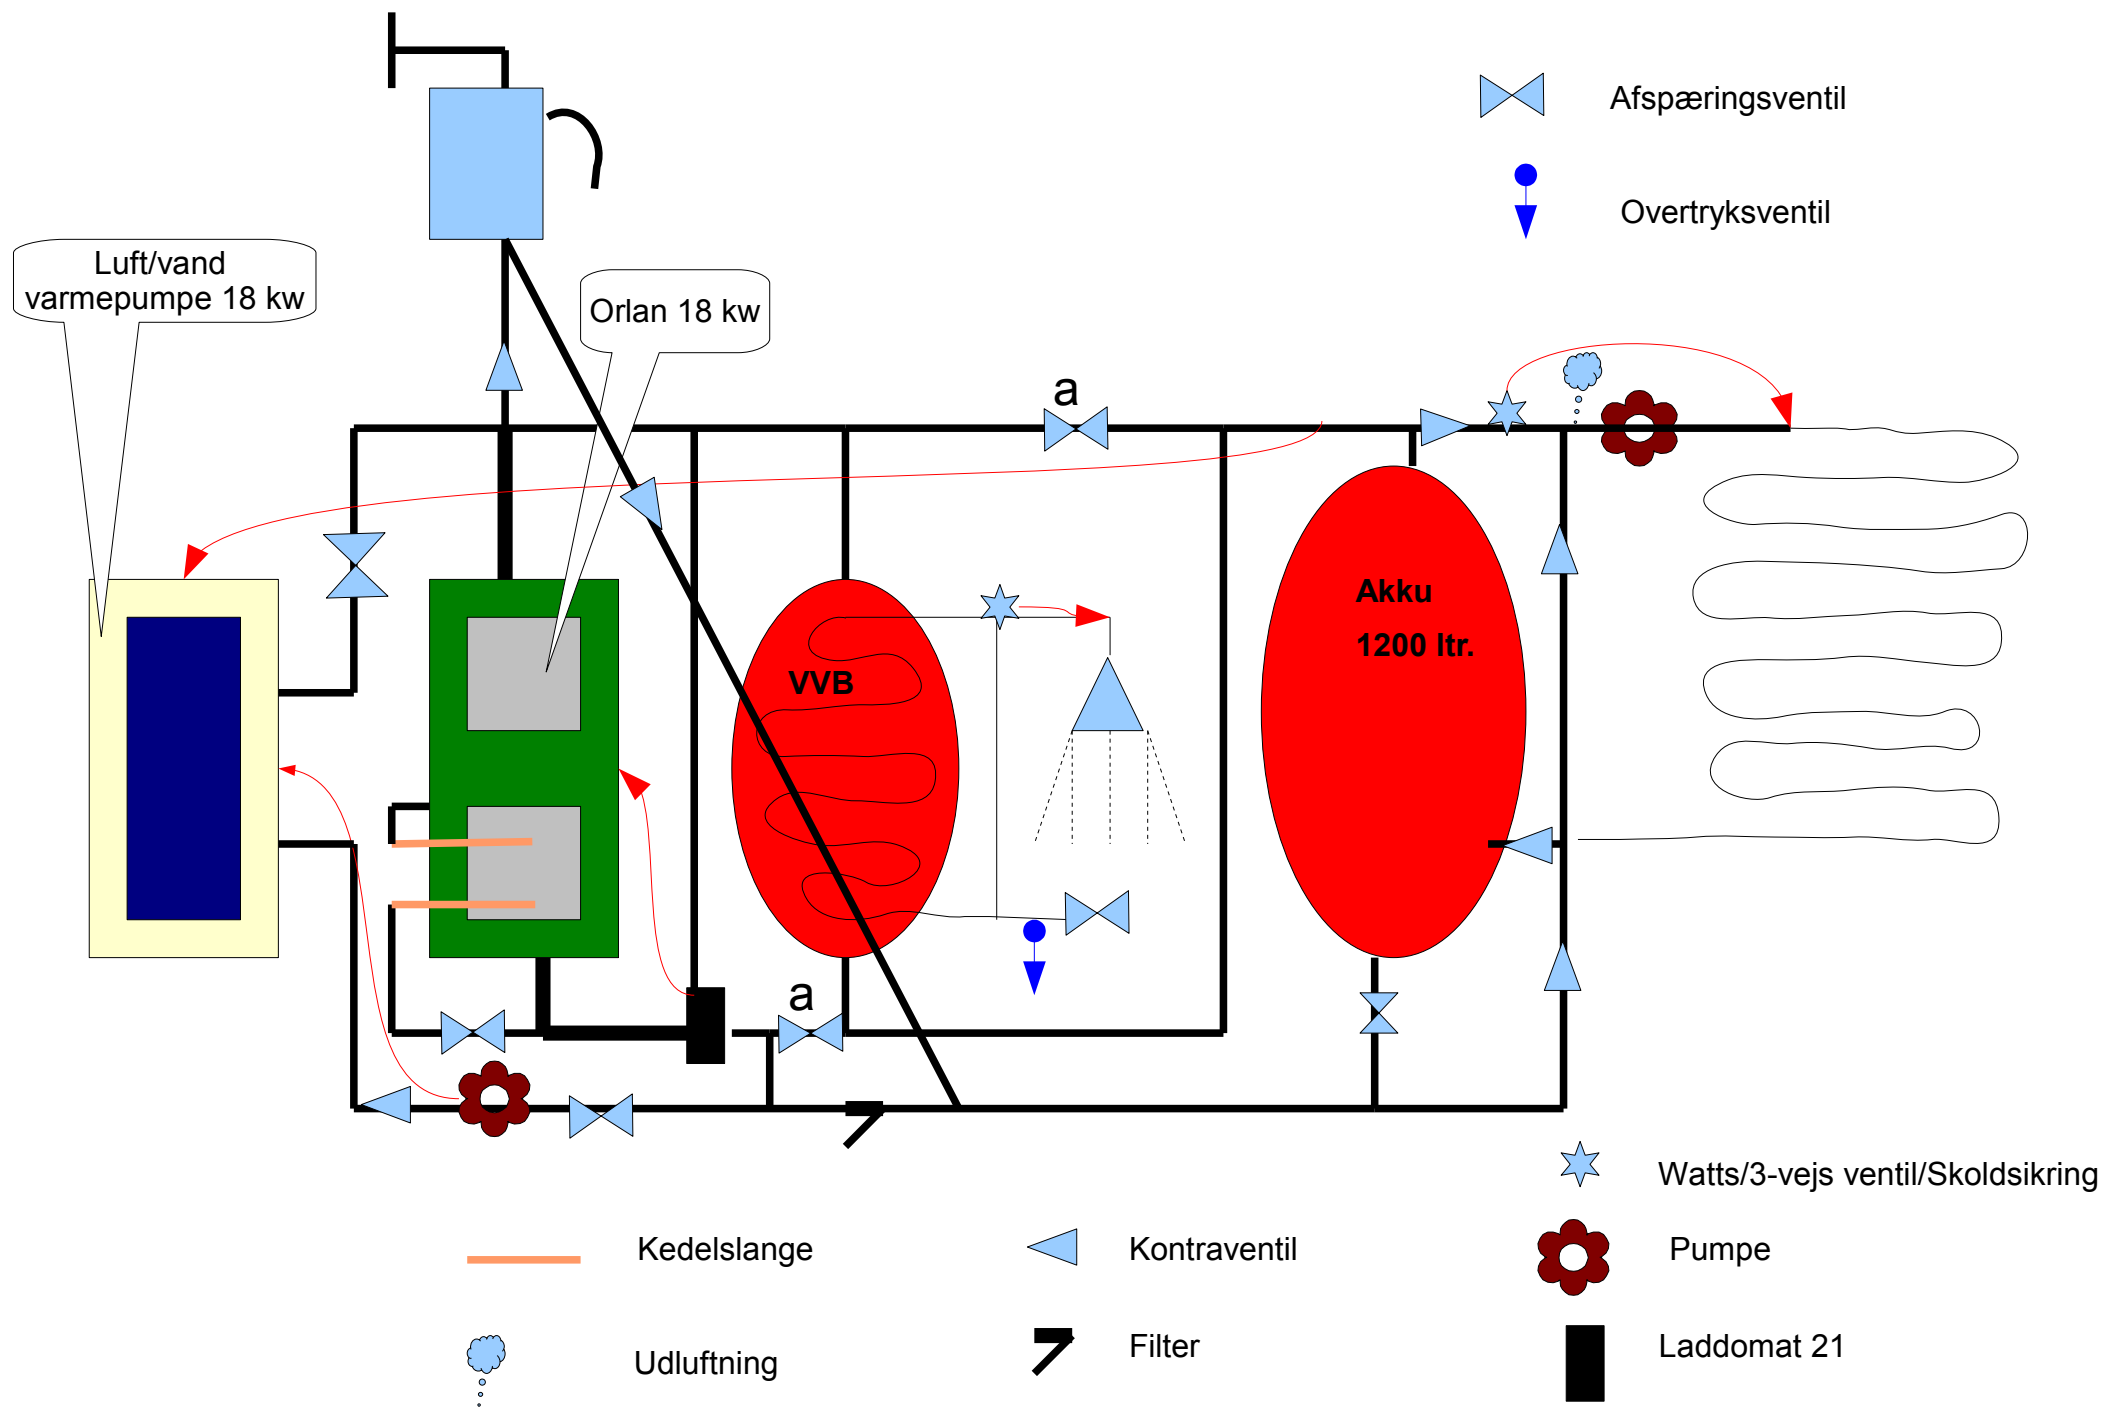 Afspæringsventil
Overtryksventil
Luft/vand
varmepumpe 18 kw
Orlan 18 kw
a
Akku
1200 ltr.
VVB
a
Watts/3-vejs ventil/Skoldsikring
Kedelslange
Kontraventil
Pumpe
Udluftning
Filter
Laddomat 21